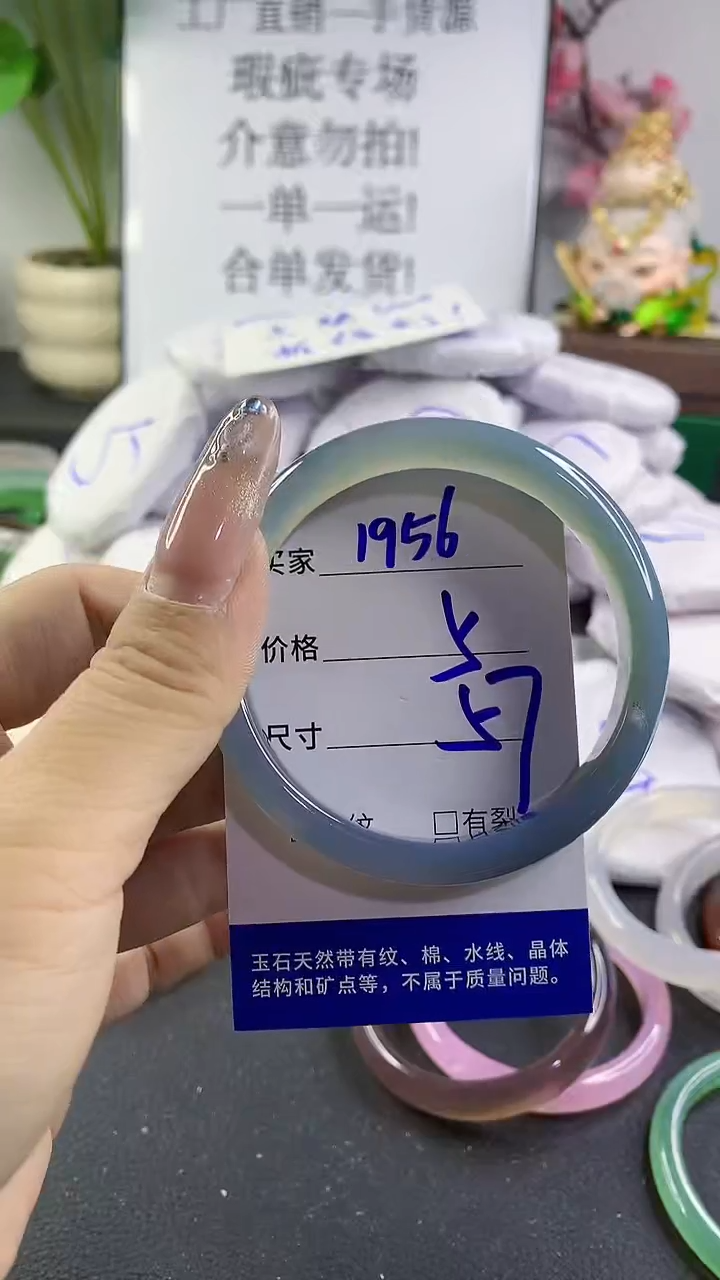 工厂直销一手货源
瑕疵专场
介意勿拍!
一单一运!
合单发货!
买家 1956
价格 5
尺寸 57
纹 □有裂
玉石天然带有纹、棉、水线、晶体
结构和矿点等，不属于质量问题。